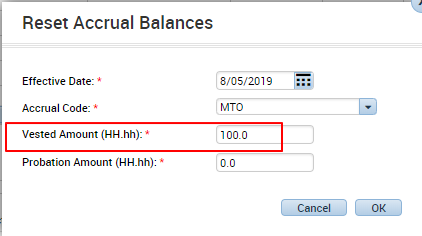 Reset Accrual Balances
Effective Date: * 8/05/2019
Accrual Code: * MTO
Vested Amount (HH.hh): * 100.0
Probation Amount (HH.hh): * 0.0
Cancel OK